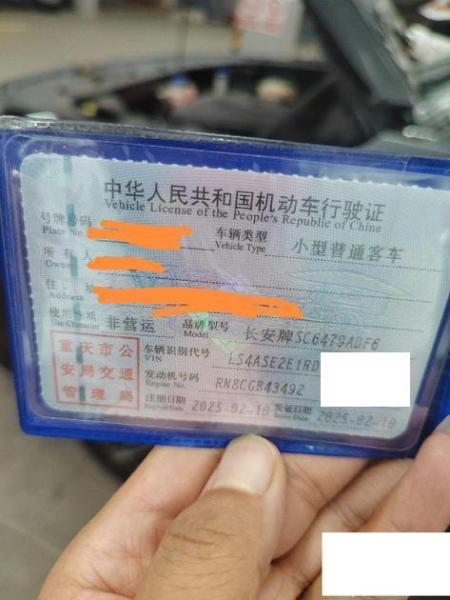 中华人民共和国机动车行驶证
Vehicle License of the People's Republic of China
号牌号码
Plate No.
车辆类型
Vehicle Type
小型普通客车
所有人
Owner
住址
Address
使用性质
Use Character
非营运
品牌型号
Model
长安牌SC6479ADF6
重庆市公
安局交通
管理局
车辆识别代号
VIN
LS4ASE2E1RD
发动机号码
Engine No.
RN8CGB43492
注册日期
Register Date
2025-02-10
发证日期
Issue Date
2025-02-10